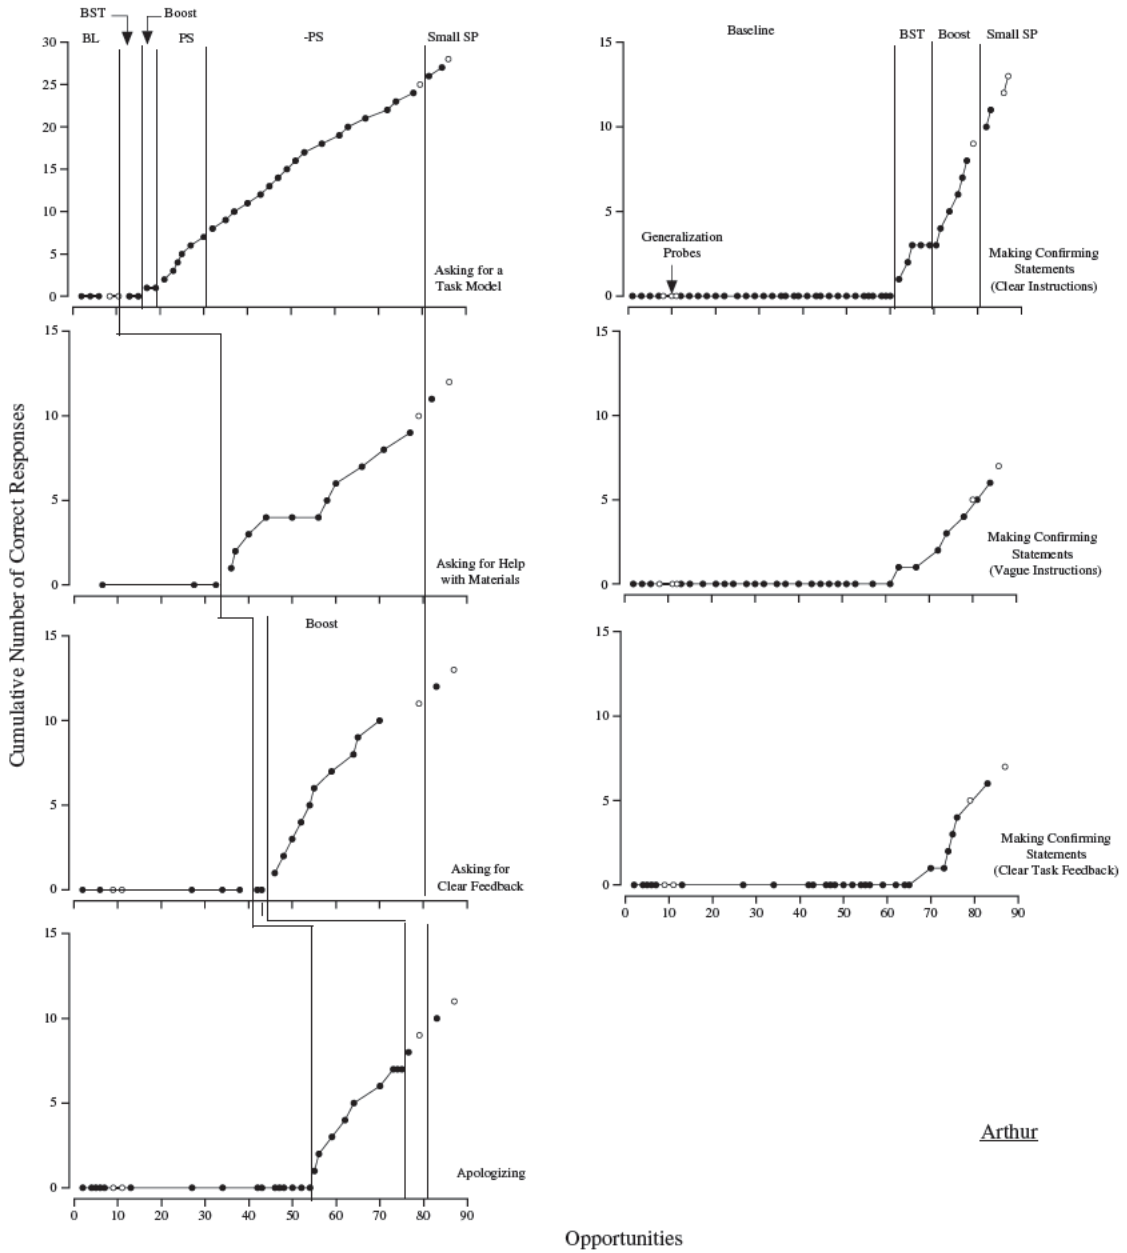 BST
Boost
BL
PS
-PS
Small SP
30
25
20
15
10
5
0
Asking for a
Task Model
15
10
5
0
Asking for Help
with Materials
Boost
15
10
5
0
Asking for
Clear Feedback
15
10
5
0
Apologizing
0 10 20 30 40 50 60 70 80 90
Baseline
BST
Boost
Small SP
15
10
5
0
Generalization
Probes
Making Confirming
Statements
(Clear Instructions)
15
10
5
0
Making Confirming
Statements
(Vague Instructions)
15
10
5
0
Making Confirming
Statements
(Clear Task Feedback)
0 10 20 30 40 50 60 70 80 90
Arthur
Cumulative Number of Correct Responses
Opportunities